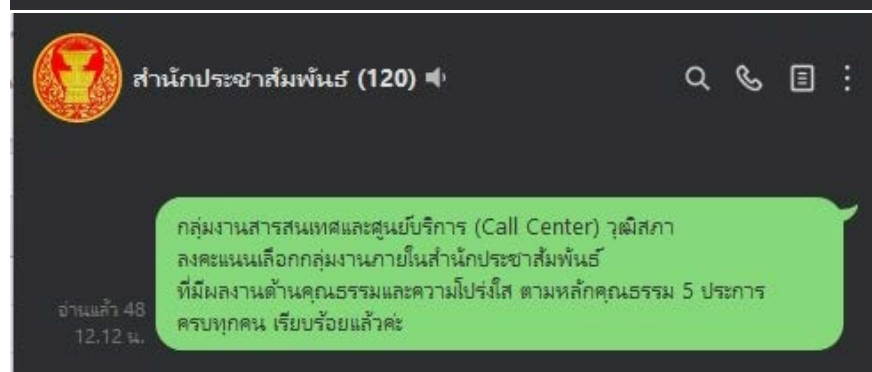 สำนักประชาสัมพันธ์ (120)
กลุ่มงานสารสนเทศและศูนย์บริการ (Call Center) วุฒิสภา
ลงคะแนนเลือกกลุ่มงานภายในสำนักประชาสัมพันธ์
ที่มีผลงานด้านคุณธรรมและความโปร่งใส ตามหลักคุณธรรม 5 ประการ
ครบทุกคน เรียบร้อยแล้วค่ะ
อ่านแล้ว 48
12.12 น.